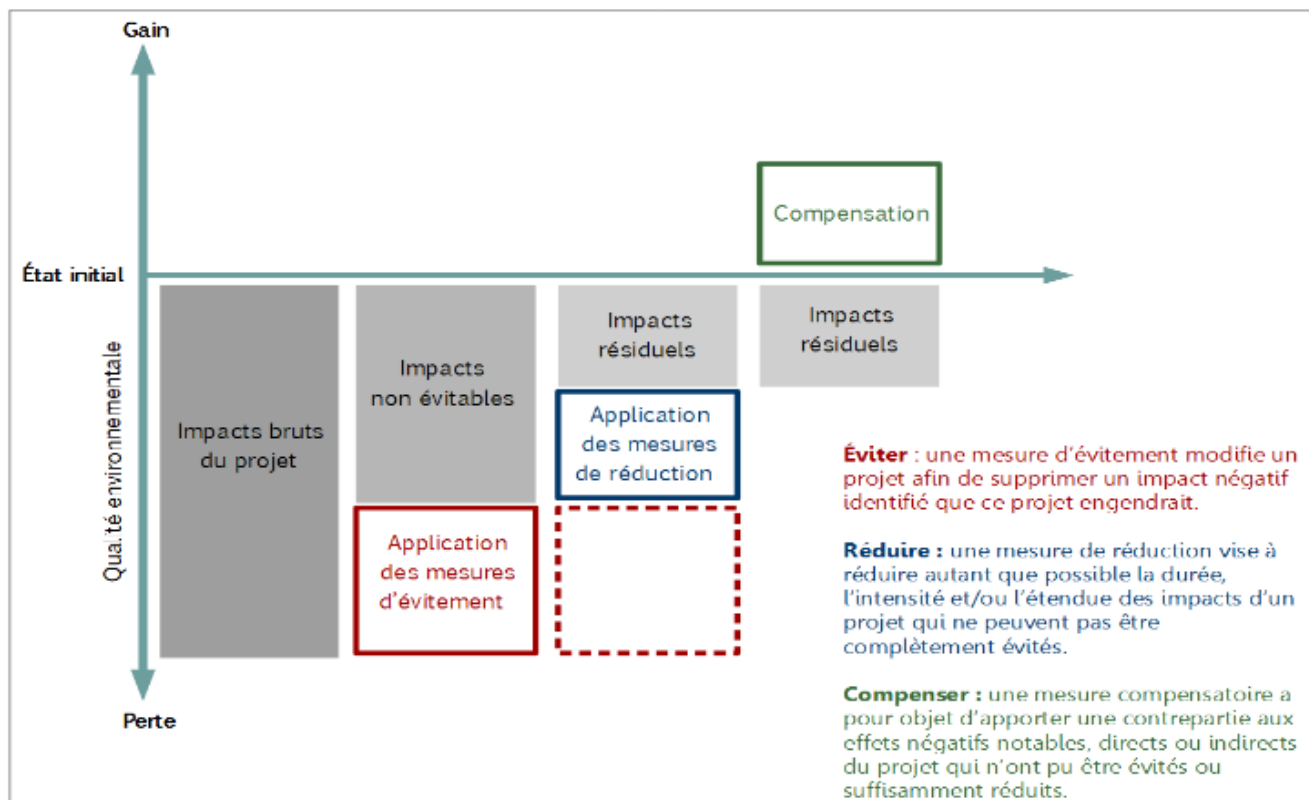 Gain
Compensation
État initial
Qualité environnementale
Impacts bruts
du projet
Impacts
non évitables
Application
des mesures
d'évitement
Impacts
résiduels
Application
des mesures
de réduction
Impacts
résiduels
Perte
Éviter : une mesure d'évitement modifie un
projet afin de supprimer un impact négatif
identifié que ce projet engendrait.
Réduire : une mesure de réduction vise à
réduire autant que possible la durée,
l'intensité et/ou l'étendue des impacts d'un
projet qui ne peuvent pas être
complètement évités.
Compenser : une mesure compensatoire a
pour objet d'apporter une contrepartie aux
effets négatifs notables, directs ou indirects
du projet qui n'ont pu être évités ou
suffisamment réduits.